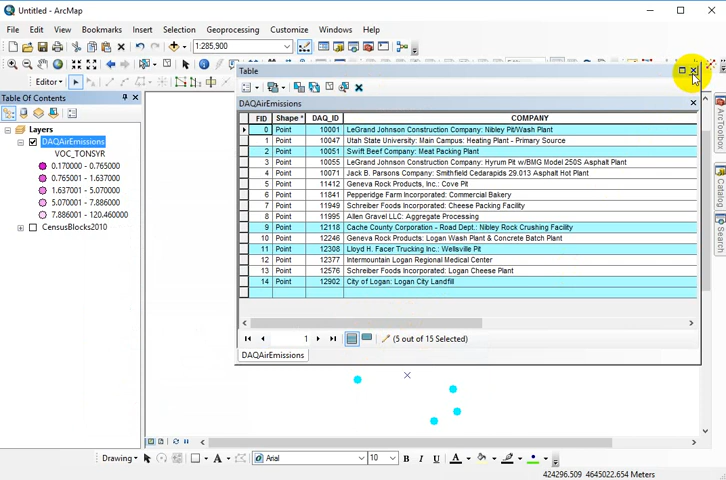 Untitled - ArcMap
File Edit View Bookmarks Insert Selection Geoprocessing Customize Windows Help
1:285,900
Editor
Table Of Contents
Layers
DAQAirEmissions
VOC_TONSYR
0.170000 - 0.765000
0.765001 - 1.637000
1.637001 - 5.070000
5.070001 - 7.886000
7.886001 - 120.460000
CensusBlocks2010
Table
DAQAirEmissions
FID Shape * DAQ_ID COMPANY
0 Point 10001 LeGrand Johnson Construction Company: Nibley Pit/Wash Plant
1 Point 10047 Utah State University: Main Campus: Heating Plant - Primary Source
2 Point 10051 Swift Beef Company: Meat Packing Plant
3 Point 10055 LeGrand Johnson Construction Company: Hyrum Pit w/BMG Model 250S Asphalt Plant
4 Point 10071 Jack B. Parsons Company: Smithfield Cedarapids 29.013 Asphalt Hot Plant
5 Point 11412 Geneva Rock Products, Inc.: Cove Pit
6 Point 11841 Pepperidge Farm Incorporated: Commercial Bakery
7 Point 11949 Schreiber Foods Incorporated: Cheese Packing Facility
8 Point 11995 Allen Gravel LLC: Aggregate Processing
9 Point 12118 Cache County Corporation - Road Dept.: Nibley Rock Crushing Facility
10 Point 12246 Geneva Rock Products: Logan Wash Plant & Concrete Batch Plant
11 Point 12308 Lloyd H. Facer Trucking Inc.: Wellsville Pit
12 Point 12377 Intermountain Logan Regional Medical Center
13 Point 12576 Schreiber Foods Incorporated: Logan Cheese Plant
14 Point 12902 City of Logan: Logan City Landfill
1
(5 out of 15 Selected)
DAQAirEmissions
ArcToolbox
Catalog
Search
Drawing
Arial
10
B I U A
424296.509 4645022.654 Meters